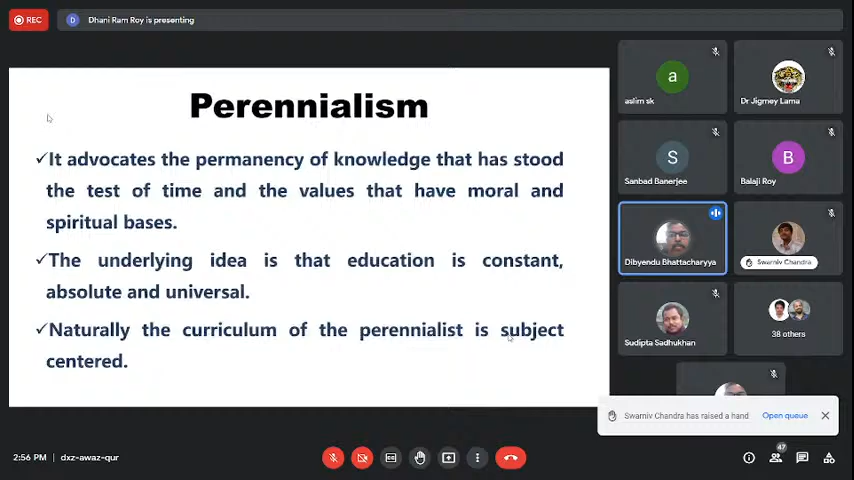 REC
D
Dhani Ram Roy is presenting
Perennialism
✓It advocates the permanency of knowledge that has stood
the test of time and the values that have moral and
spiritual bases.
✓The underlying idea is that education is constant,
absolute and universal.
✓Naturally the curriculum of the perennialist is subject
centered.
a
aslim sk
Dr Jigmey Lama
S
Sanbad Banerjee
B
Balaji Roy
Dibyendu Bhattacharyya
Swarniv Chandra
Sudipta Sadhukhan
38 others
Swarniv Chandra has raised a hand
Open queue
2:56 PM | dxz-awaz-qur
47